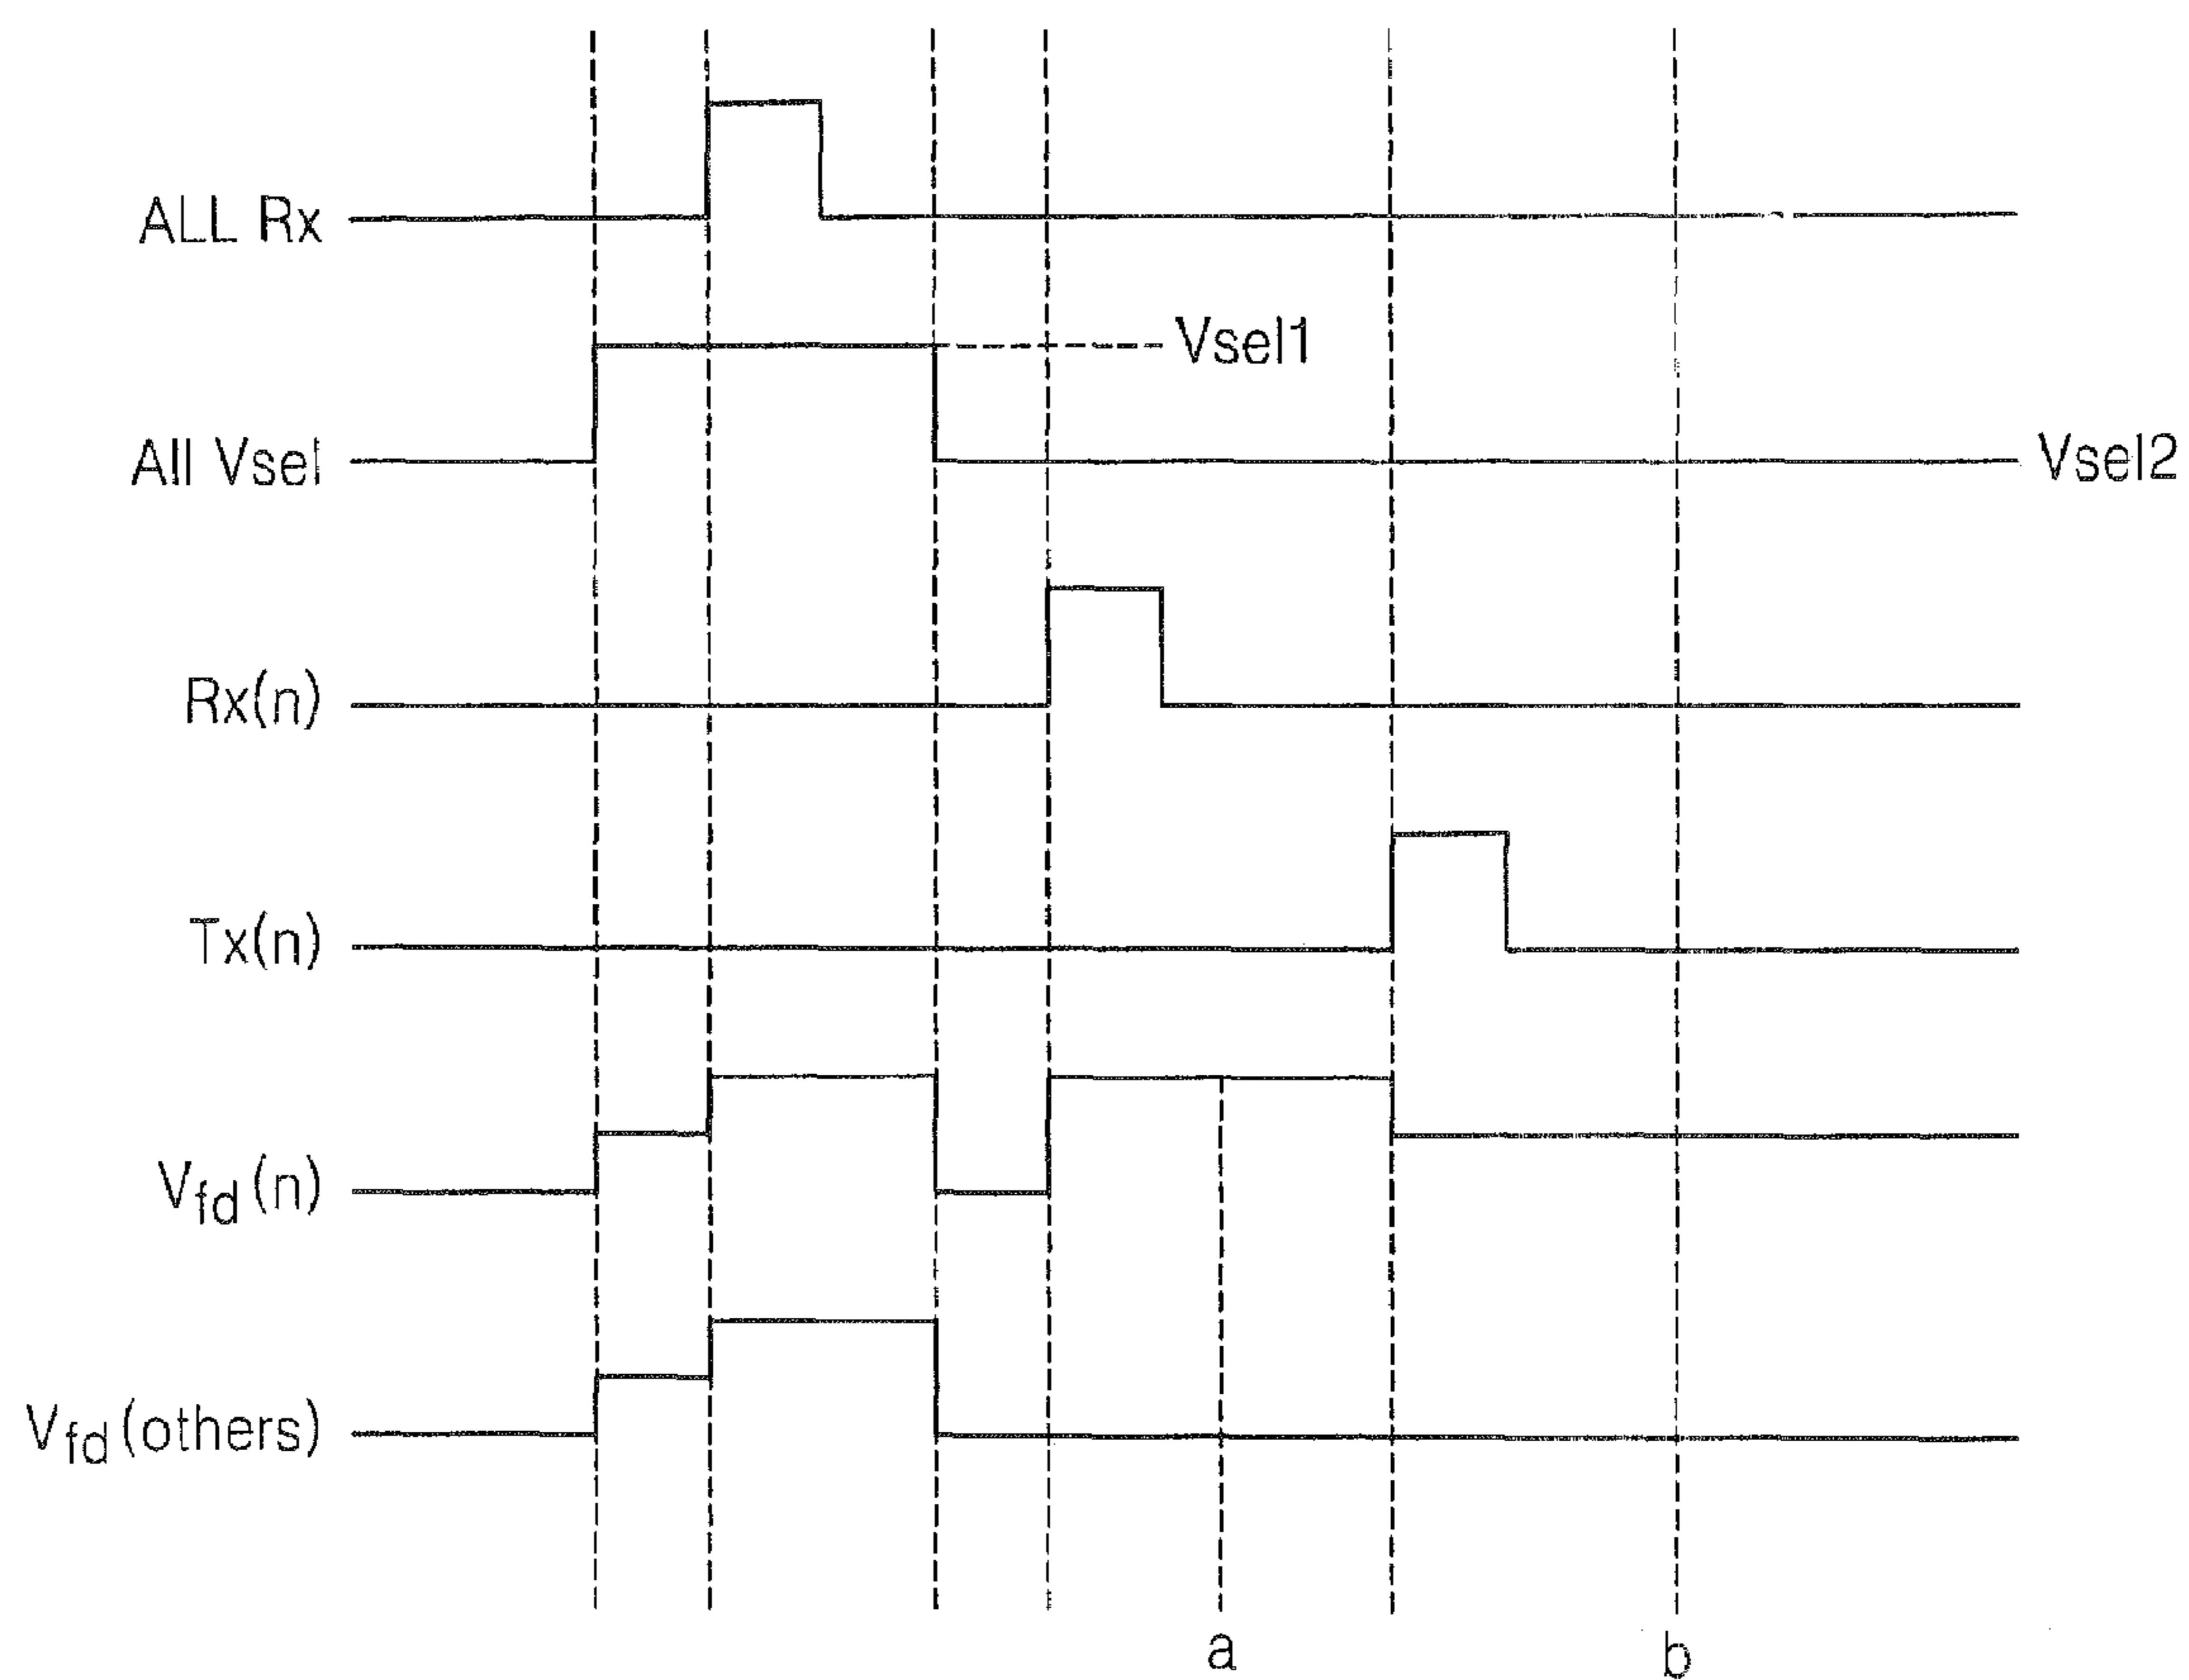 ALL Rx
Vsel1
All Vsel
Vsel2
Rx(n)
Tx(n)
Vfd(n)
Vfd(others)
a
b